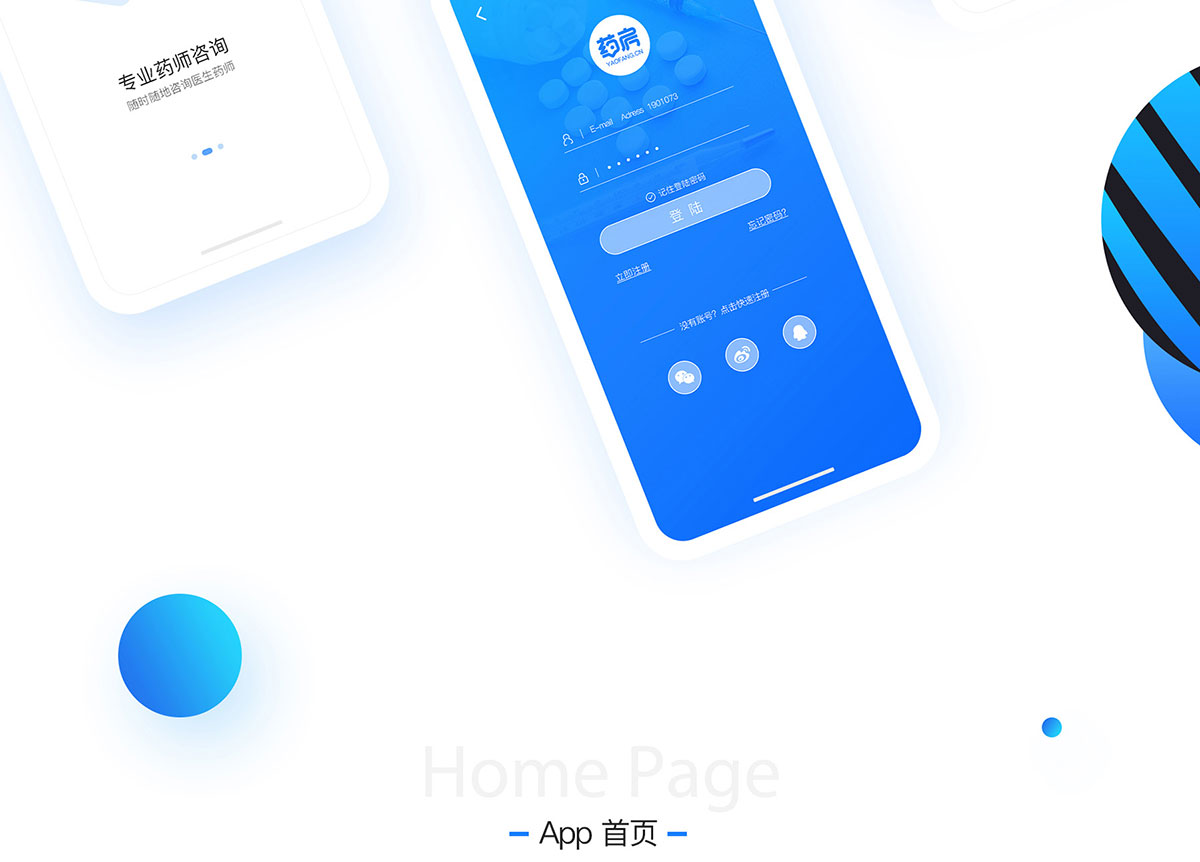 专业药师咨询
随时随地咨询医生药师
药房
YAOFANG.CN
E-mail Adress 1901073
记住登陆密码
登陆
忘记密码?
立即注册
没有账号? 点击快速注册
Home Page
App 首页